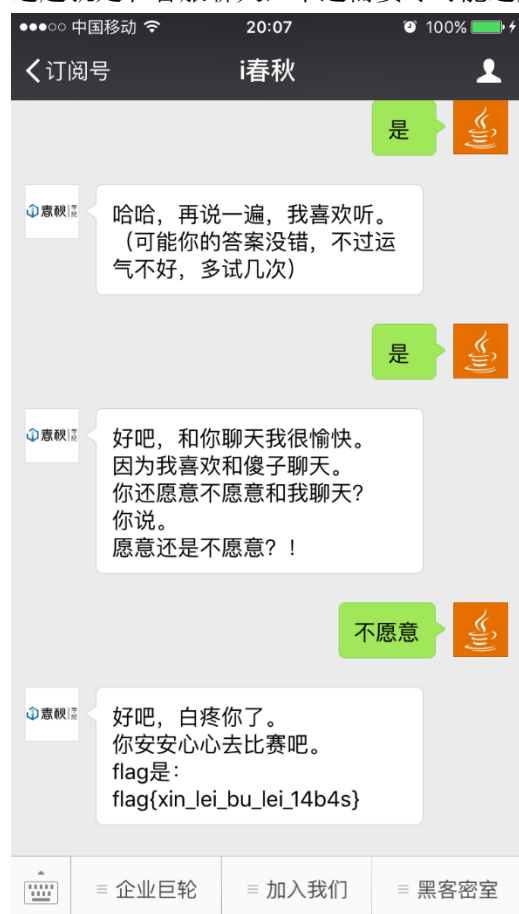 ●●●○○ 中国移动 20:07 100%
订阅号 i春秋
是
哈哈，再说一遍，我喜欢听。
（可能你的答案没错，不过运
气不好，多试几次）
是
好吧，和你聊天我很愉快。
因为我喜欢和傻子聊天。
你还愿意不愿意和我聊天?
你说。
愿意还是不愿意？！
不愿意
好吧，白疼你了。
你安安心心去比赛吧。
flag是：
flag{xin_lei_bu_lei_14b4s}
企业巨轮 加入我们 黑客密室